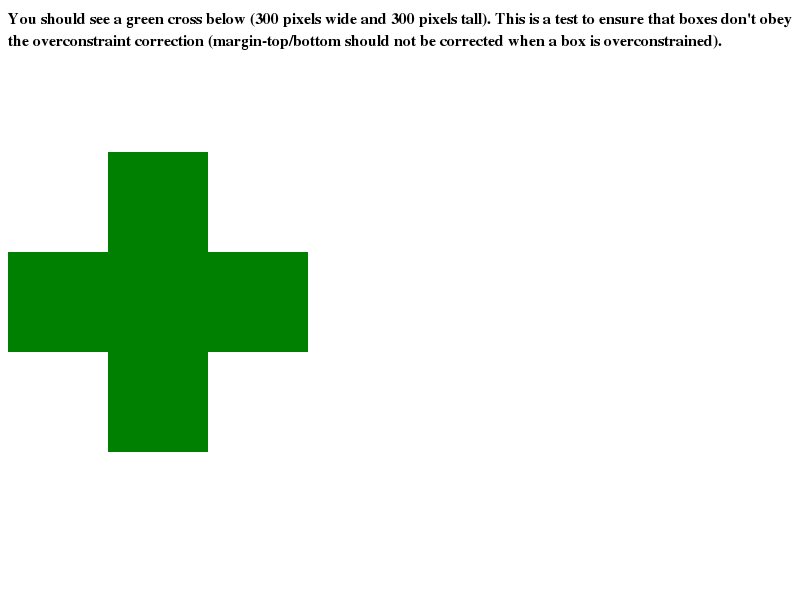 You should see a green cross below (300 pixels wide and 300 pixels tall). This is a test to ensure that boxes don't obey
the overconstraint correction (margin-top/bottom should not be corrected when a box is overconstrained).